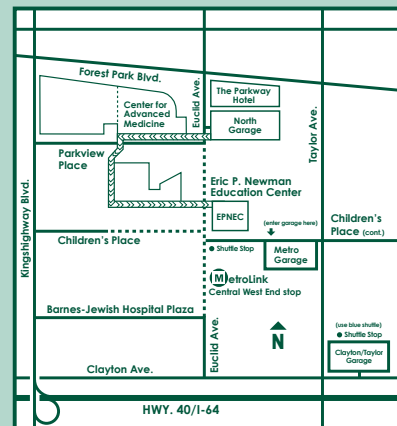 Forest Park Blvd.
The Parkway
Hotel
Center for
Advanced
Medicine
Euclid Ave.
North
Garage
Taylor Ave.
Parkview
Place
Eric P. Newman
Education Center
Kingshighway Blvd.
EPNEC
(enter garage here)
Children's
Place (cont.)
Children's Place
Shuttle Stop
Metro
Garage
MetroLink
Central West End stop
Barnes-Jewish Hospital Plaza
Euclid Ave.
N
(use blue shuttle)
Shuttle Stop
Clayton/Taylor
Garage
Clayton Ave.
HWY. 40/I-64